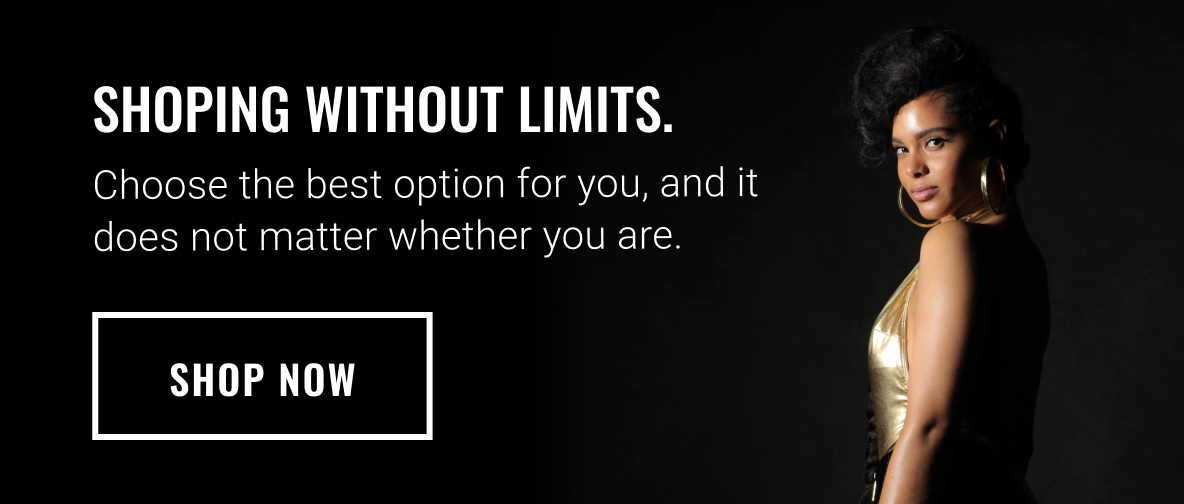 SHOPING WITHOUT LIMITS.
Choose the best option for you, and it
does not matter whether you are.
SHOP NOW